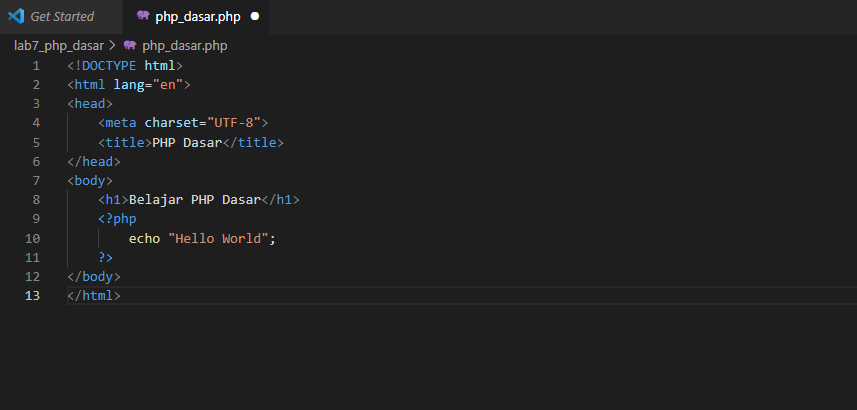 Get Started php_dasar.php
lab7_php_dasar > php_dasar.php
1 <!DOCTYPE html>
2 <html lang="en">
3 <head>
4     <meta charset="UTF-8">
5     <title>PHP Dasar</title>
6 </head>
7 <body>
8     <h1>Belajar PHP Dasar</h1>
9     <?php
10         echo "Hello World";
11     ?>
12 </body>
13 </html>